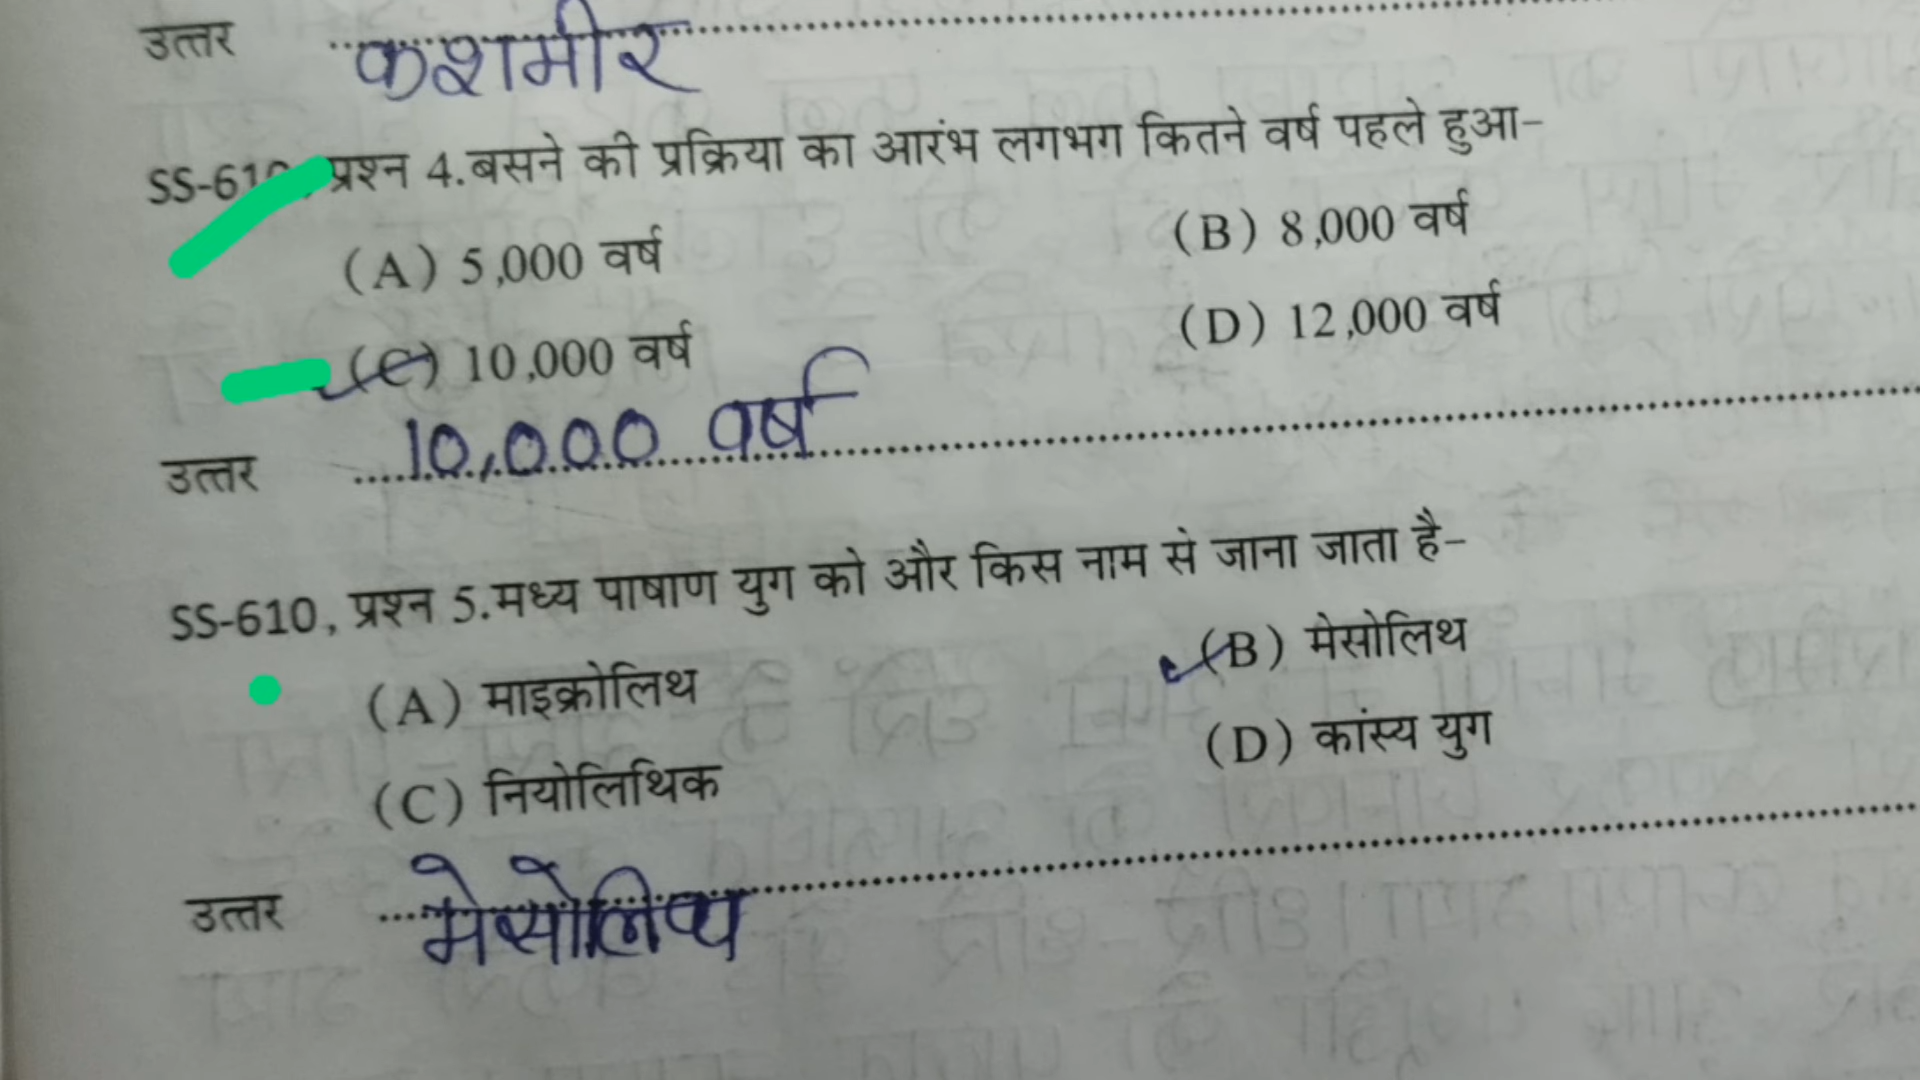 उत्तर कशमीर
SS-610, प्रश्न 4. बसने की प्रक्रिया का आरंभ लगभग कितने वर्ष पहले हुआ-
(A) 5,000 वर्ष (B) 8,000 वर्ष
(C) 10,000 वर्ष (D) 12,000 वर्ष
उत्तर 10,000 वर्ष
SS-610, प्रश्न 5. मध्य पाषाण युग को और किस नाम से जाना जाता है-
(A) माइक्रोलिथ (B) मेसोलिथ
(C) नियोलिथिक (D) कांस्य युग
उत्तर मेसोलिथ